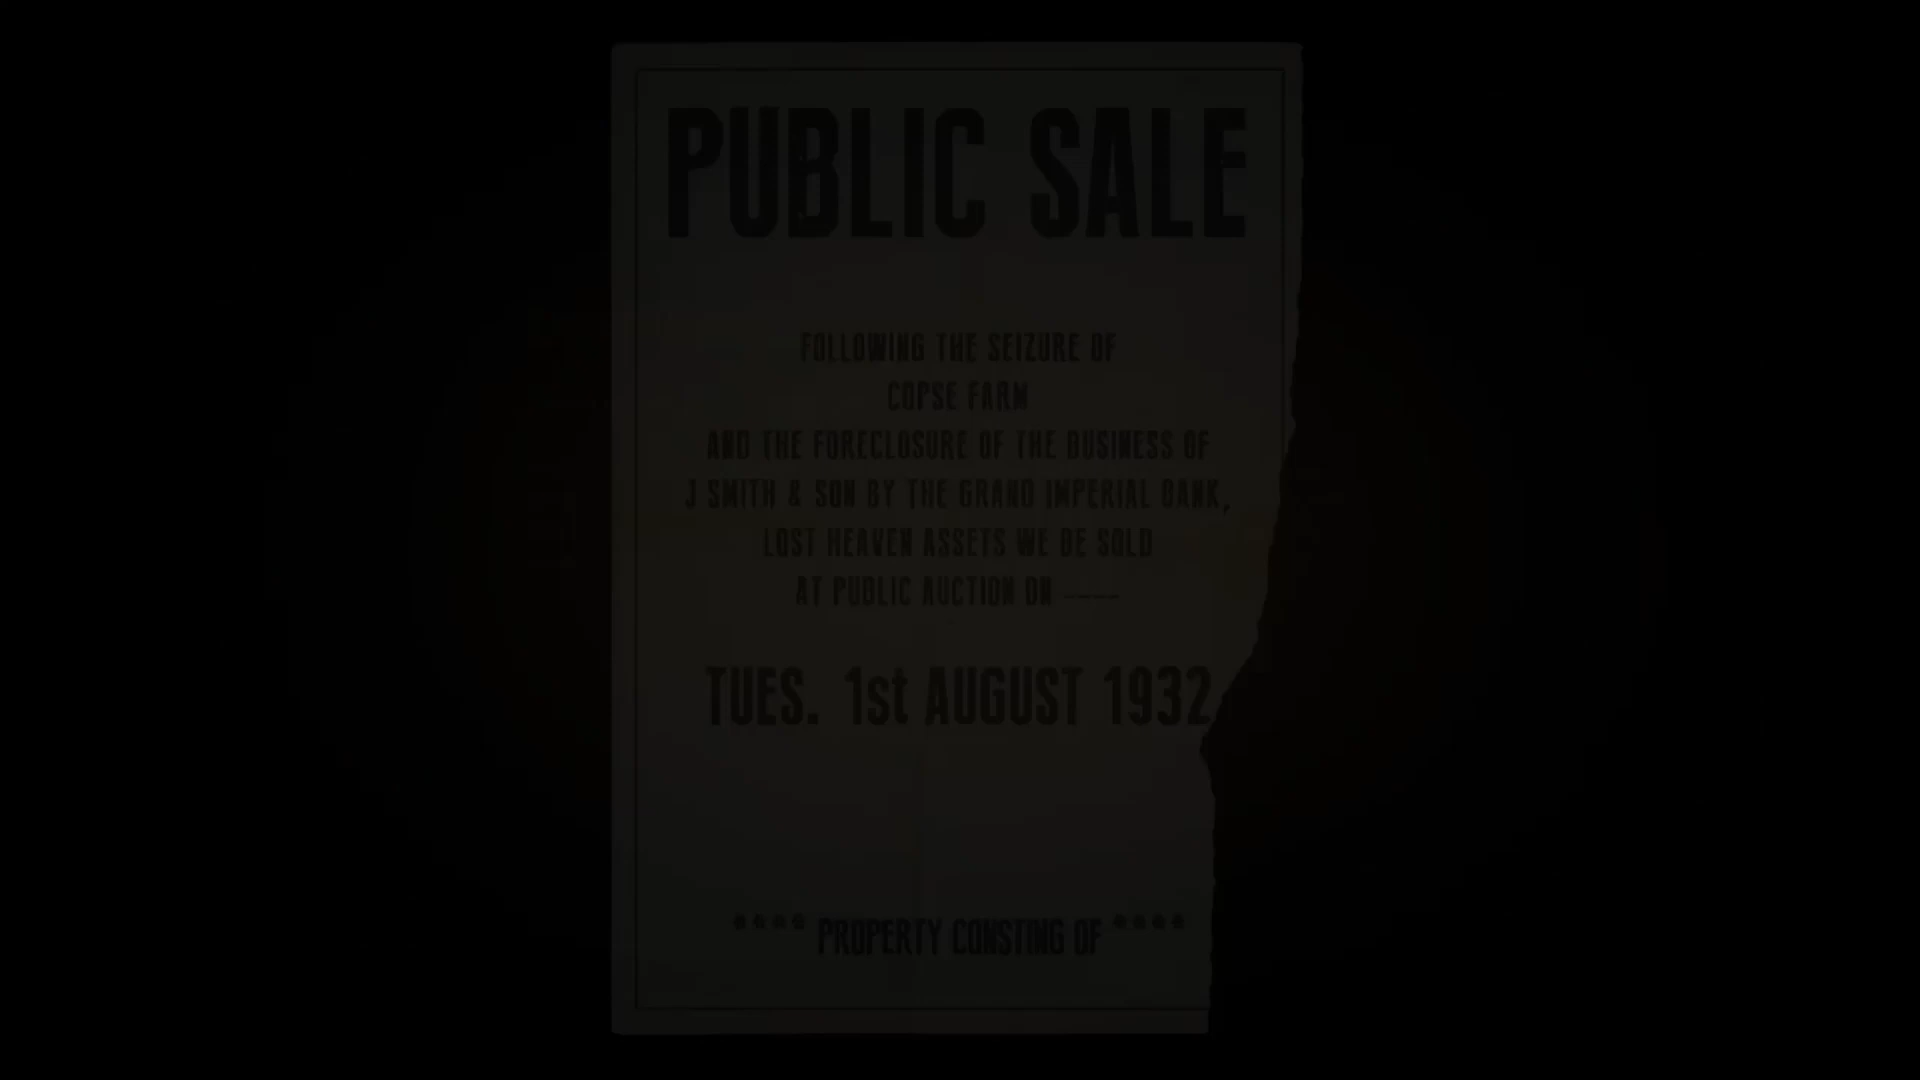 PUBLIC SALE
FOLLOWING THE SEIZURE OF
COPSE FARM
AND THE FORECLOSURE OF THE BUSINESS OF
J SMITH & SON BY THE GRAND IMPERIAL BANK,
LOST HEAVEN ASSETS WE BE SOLD
AT PUBLIC AUCTION ON ----
TUES. 1st AUGUST 1932
**** PROPERTY CONSTING OF ****